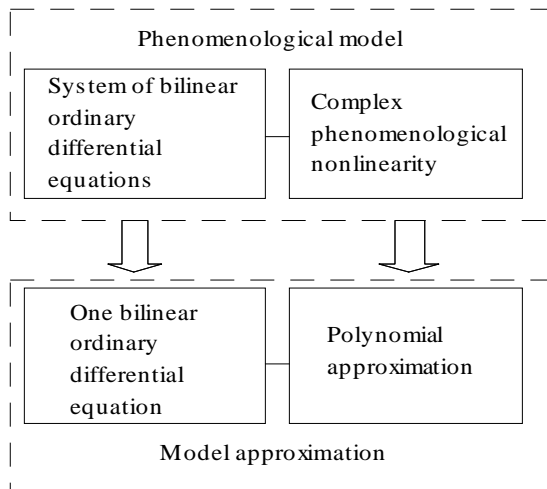 Phenomenological model
System of bilinear
ordinary
differential
equations
Complex
phenomenological
nonlinearity
One bilinear
ordinary
differential
equation
Polynomial
approximation
Model approximation